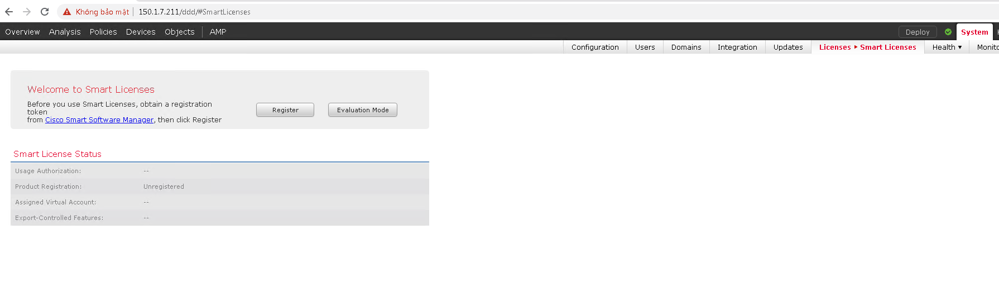 Không bảo mật 150.1.7.211/ddd/#SmartLicenses
Overview Analysis Policies Devices Objects AMP Deploy System
Configuration Users Domains Integration Updates Licenses ▸ Smart Licenses Health ▼
Welcome to Smart Licenses
Before you use Smart Licenses, obtain a registration
token
from Cisco Smart Software Manager, then click Register
Register Evaluation Mode
Smart License Status
Usage Authorization: --
Product Registration: Unregistered
Assigned Virtual Account: --
Export-Controlled Features: --